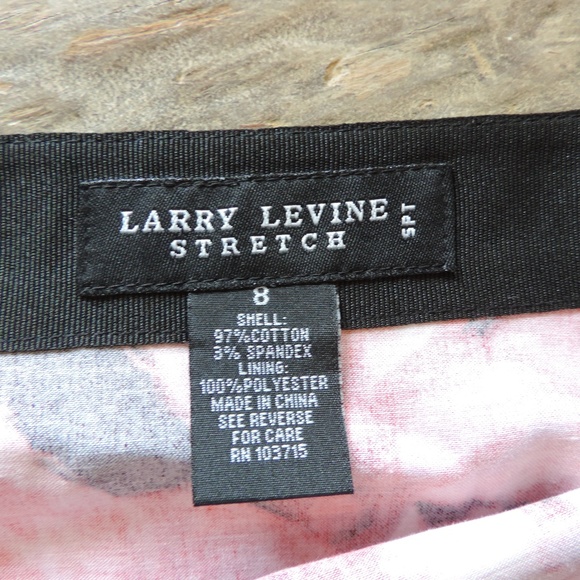 LARRY LEVINE
STRETCH
SPT
8
SHELL:
97%COTTON
3% SPANDEX
LINING:
100%POLYESTER
MADE IN CHINA
SEE REVERSE
FOR CARE
RN 103715